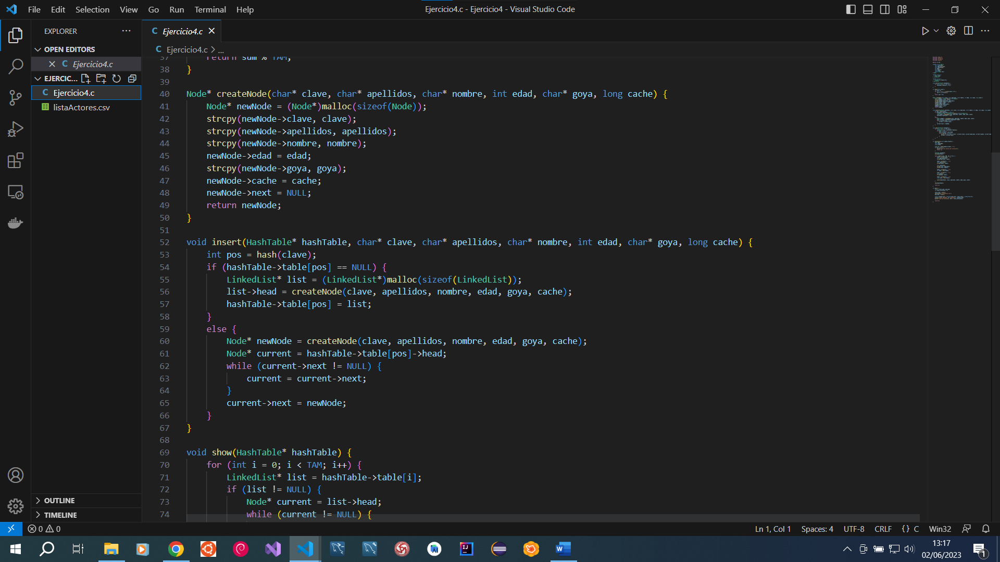 File Edit Selection View Go Run Terminal Help
Ejercicio4.c - Ejercicio4 - Visual Studio Code
EXPLORER
OPEN EDITORS
Ejercicio4.c
EJERCIC...
C Ejercicio4.c
listaActores.csv
OUTLINE
TIMELINE
C Ejercicio4.c
C Ejercicio4.c > ...
37 return sum % TAM;
38 }
39
40 Node* createNode(char* clave, char* apellidos, char* nombre, int edad, char* goya, long cache) {
41 Node* newNode = (Node*)malloc(sizeof(Node));
42 strcpy(newNode->clave, clave);
43 strcpy(newNode->apellidos, apellidos);
44 strcpy(newNode->nombre, nombre);
45 newNode->edad = edad;
46 strcpy(newNode->goya, goya);
47 newNode->cache = cache;
48 newNode->next = NULL;
49 return newNode;
50 }
51
52 void insert(HashTable* hashTable, char* clave, char* apellidos, char* nombre, int edad, char* goya, long cache) {
53 int pos = hash(clave);
54 if (hashTable->table[pos] == NULL) {
55 LinkedList* list = (LinkedList*)malloc(sizeof(LinkedList));
56 list->head = createNode(clave, apellidos, nombre, edad, goya, cache);
57 hashTable->table[pos] = list;
58 }
59 else {
60 Node* newNode = createNode(clave, apellidos, nombre, edad, goya, cache);
61 Node* current = hashTable->table[pos]->head;
62 while (current->next != NULL) {
63 current = current->next;
64 }
65 current->next = newNode;
66 }
67 }
68
69 void show(HashTable* hashTable) {
70 for (int i = 0; i < TAM; i++) {
71 LinkedList* list = hashTable->table[i];
72 if (list != NULL) {
73 Node* current = list->head;
74 while (current != NULL) {
0 0
Ln 1, Col 1 Spaces: 4 UTF-8 CRLF {} C Win32
13:17
02/06/2023
1